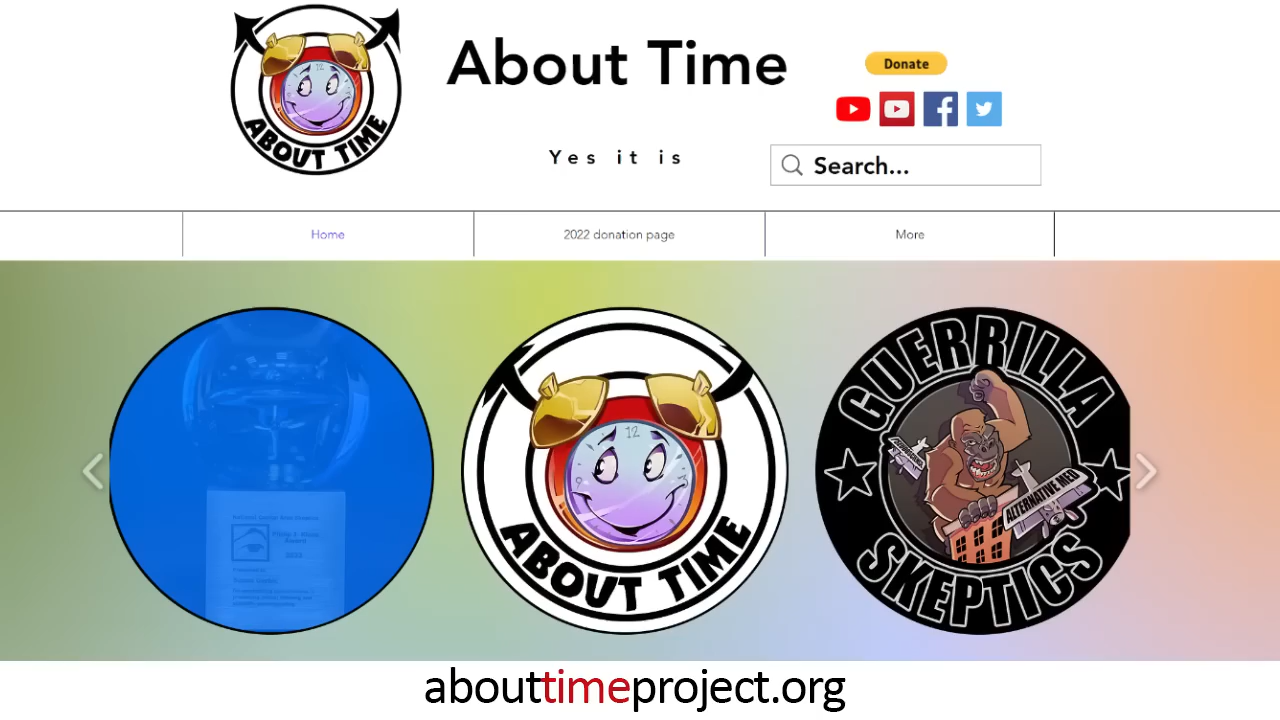 ABOUT TIME
About Time
Donate
Yes it is
Search...
Home
2022 donation page
More
12
ABOUT TIME
GUERRILLA
ALTERNATIVE MED
SKEPTICS
abouttimeproject.org